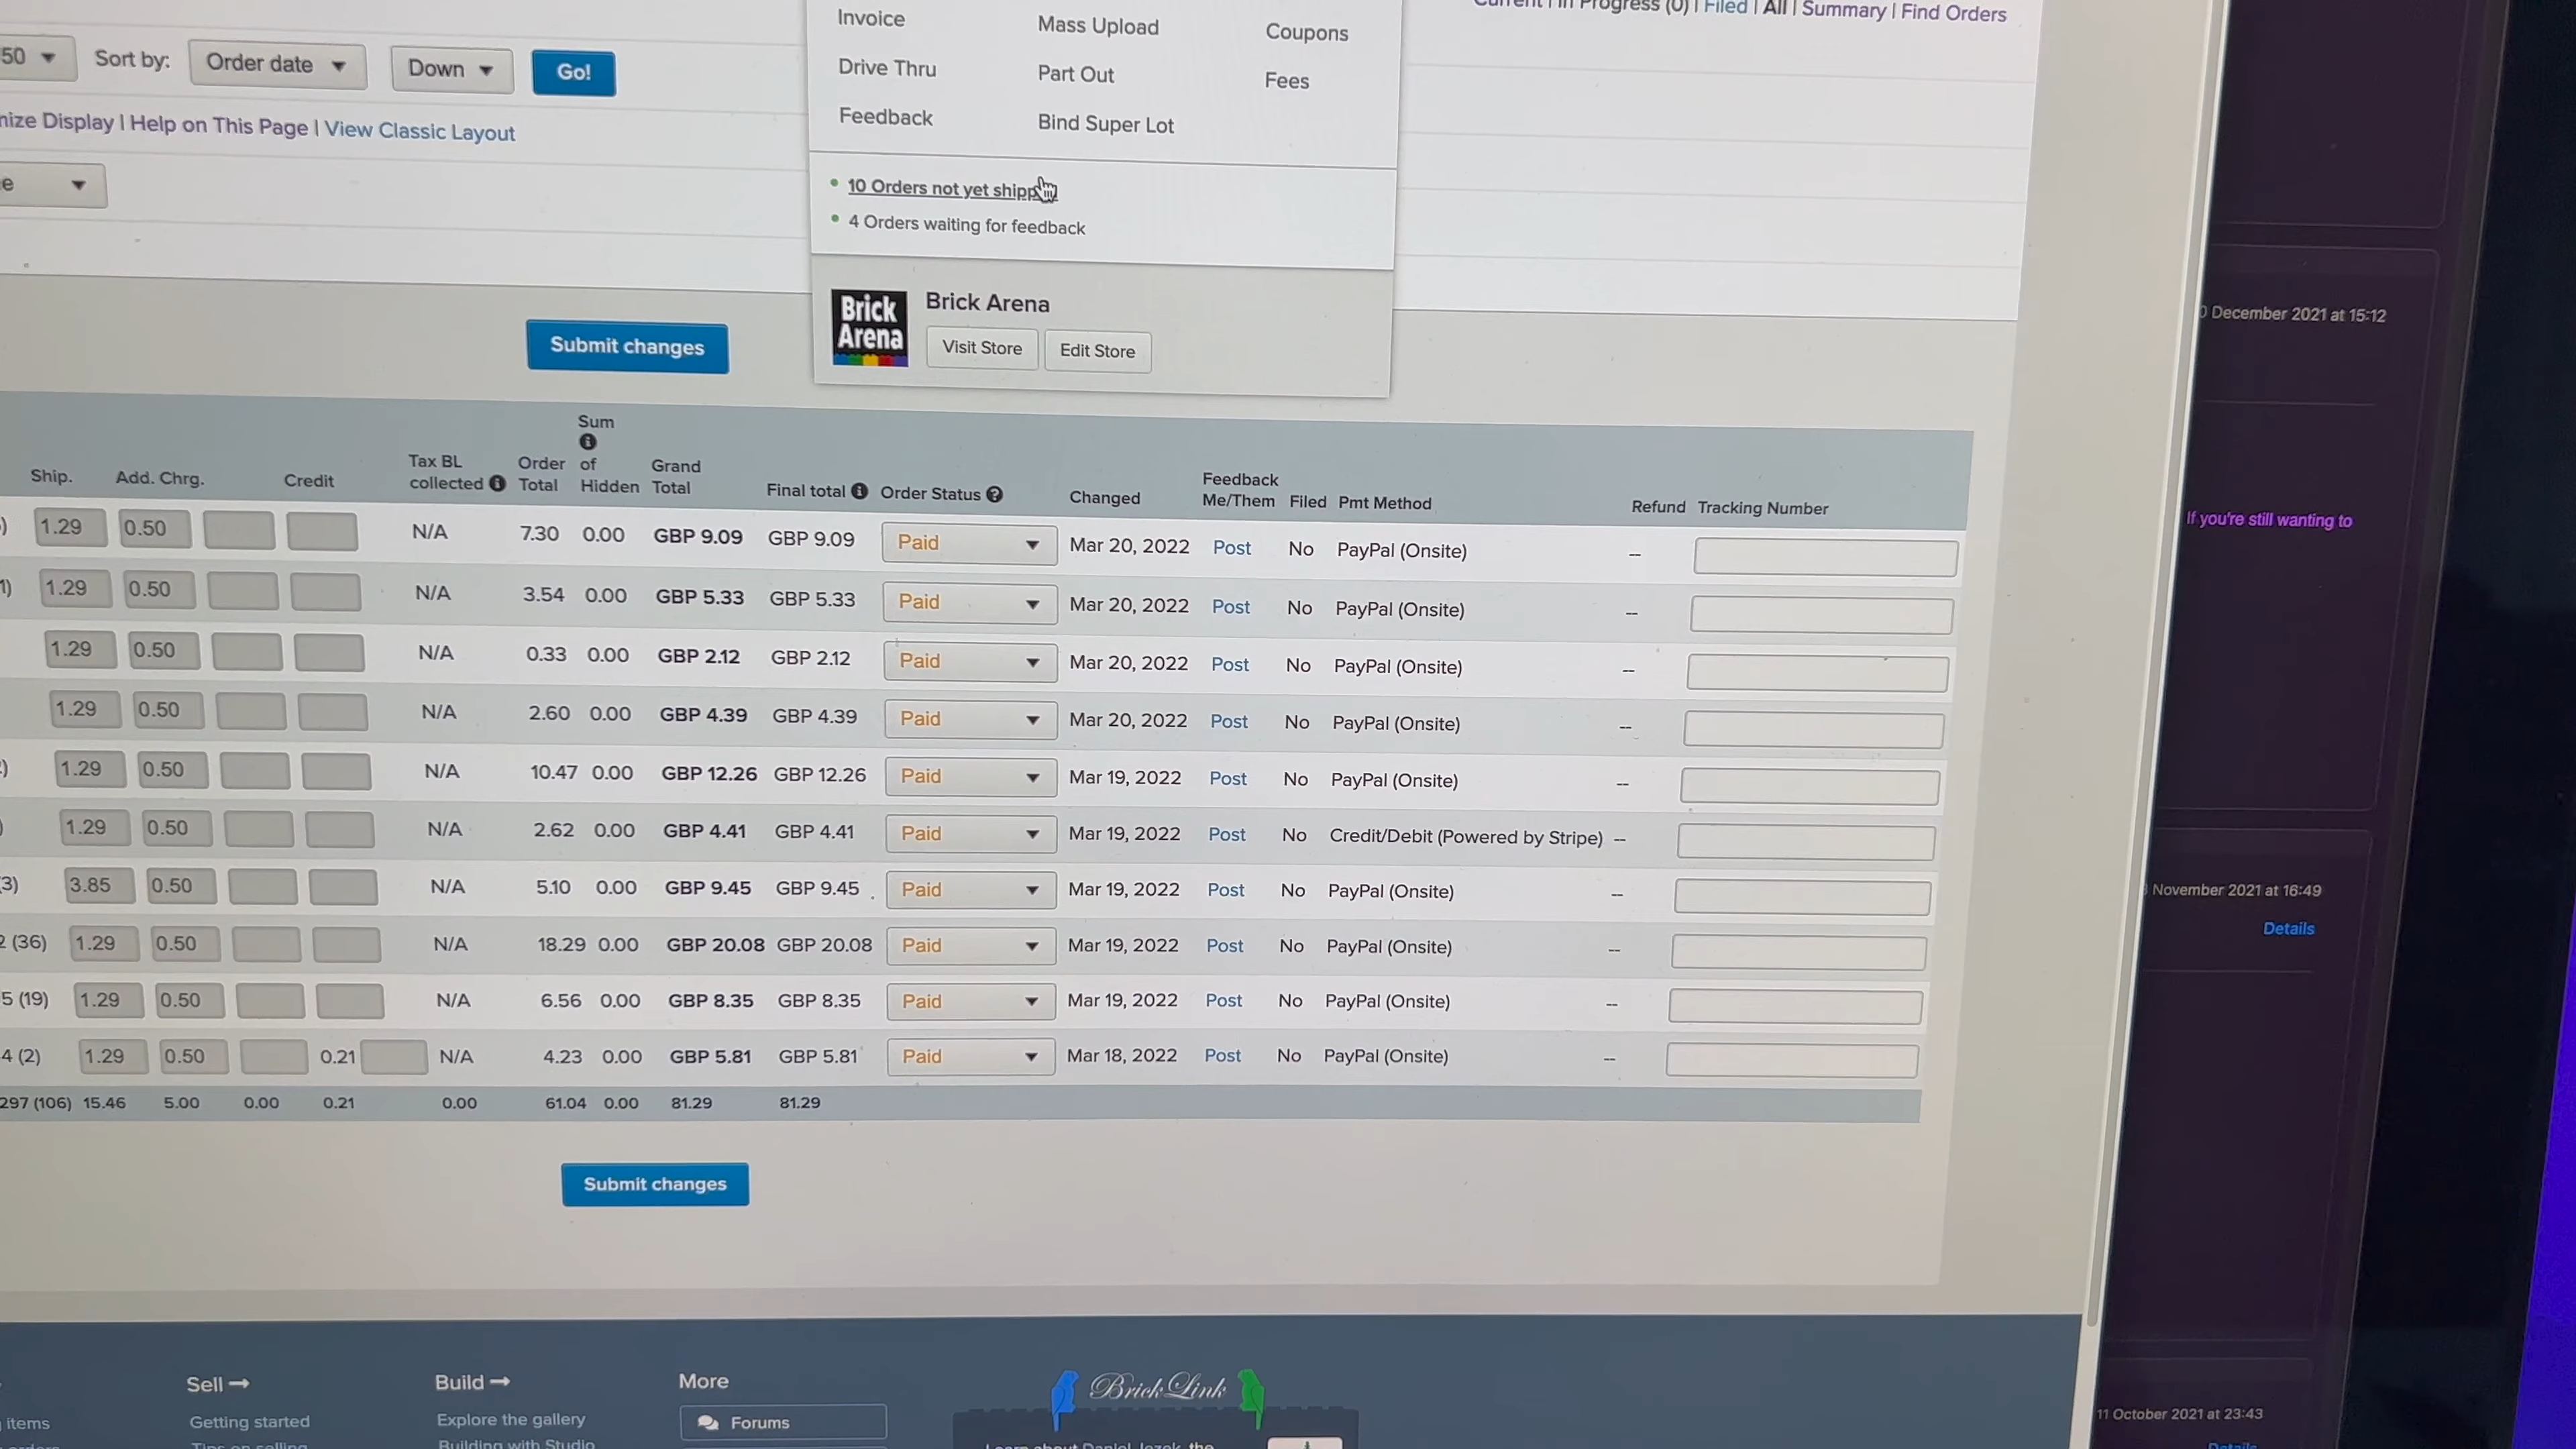 Invoice Mass Upload Coupons
In Progress (0) | Filed | All | Summary | Find Orders
50 Sort by: Order date Down Go!
Drive Thru Part Out Fees
Display | Help on This Page | View Classic Layout
Feedback Bind Super Lot
10 Orders not yet
4 Orders waiting for feedback
Brick Arena
Brick Arena
Visit Store Edit Store
Submit changes
Ship. Add. Chrg. Credit Tax BL collected Order Total Sum of Hidden Grand Total Final total Order Status Changed Feedback Me/Them Filed Pmt Method Refund Tracking Number
) 1.29 0.50 N/A 7.30 0.00 GBP 9.09 GBP 9.09 Paid Mar 20, 2022 Post No PayPal (Onsite) --
1) 1.29 0.50 N/A 3.54 0.00 GBP 5.33 GBP 5.33 Paid Mar 20, 2022 Post No PayPal (Onsite) --
1.29 0.50 N/A 0.33 0.00 GBP 2.12 GBP 2.12 Paid Mar 20, 2022 Post No PayPal (Onsite) --
1.29 0.50 N/A 2.60 0.00 GBP 4.39 GBP 4.39 Paid Mar 20, 2022 Post No PayPal (Onsite) --
) 1.29 0.50 N/A 10.47 0.00 GBP 12.26 GBP 12.26 Paid Mar 19, 2022 Post No PayPal (Onsite) --
) 1.29 0.50 N/A 2.62 0.00 GBP 4.41 GBP 4.41 Paid Mar 19, 2022 Post No Credit/Debit (Powered by Stripe) --
3) 3.85 0.50 N/A 5.10 0.00 GBP 9.45 GBP 9.45 Paid Mar 19, 2022 Post No PayPal (Onsite) --
2 (36) 1.29 0.50 N/A 18.29 0.00 GBP 20.08 GBP 20.08 Paid Mar 19, 2022 Post No PayPal (Onsite) --
5 (19) 1.29 0.50 N/A 6.56 0.00 GBP 8.35 GBP 8.35 Paid Mar 19, 2022 Post No PayPal (Onsite) --
4 (2) 1.29 0.50 0.21 N/A 4.23 0.00 GBP 5.81 GBP 5.81 Paid Mar 18, 2022 Post No PayPal (Onsite) --
297 (106) 15.46 5.00 0.00 0.21 0.00 61.04 0.00 81.29 81.29
Submit changes
Sell Build More
BrickLink
items Getting started Explore the gallery Forums
Building with Studio
December 2021 at 15:12
If you're still wanting to
November 2021 at 16:49
Details
11 October 2021 at 23:43
Details